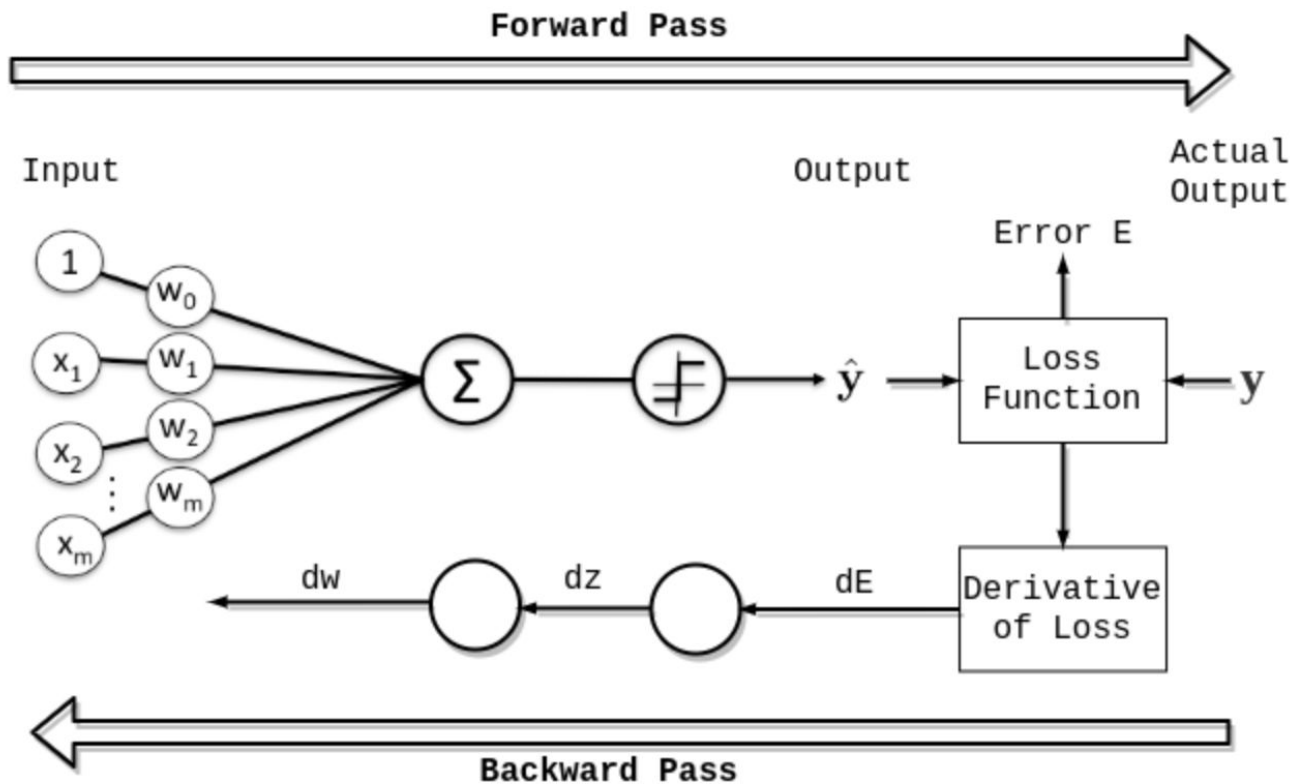 Forward Pass
Input
Output
Actual
Output
Error E
1
w₀
x₁
w₁
Σ
ŷ
Loss
Function
y
x₂
w₂
⋮
wₘ
xₘ
dw
dz
dE
Derivative
of Loss
Backward Pass